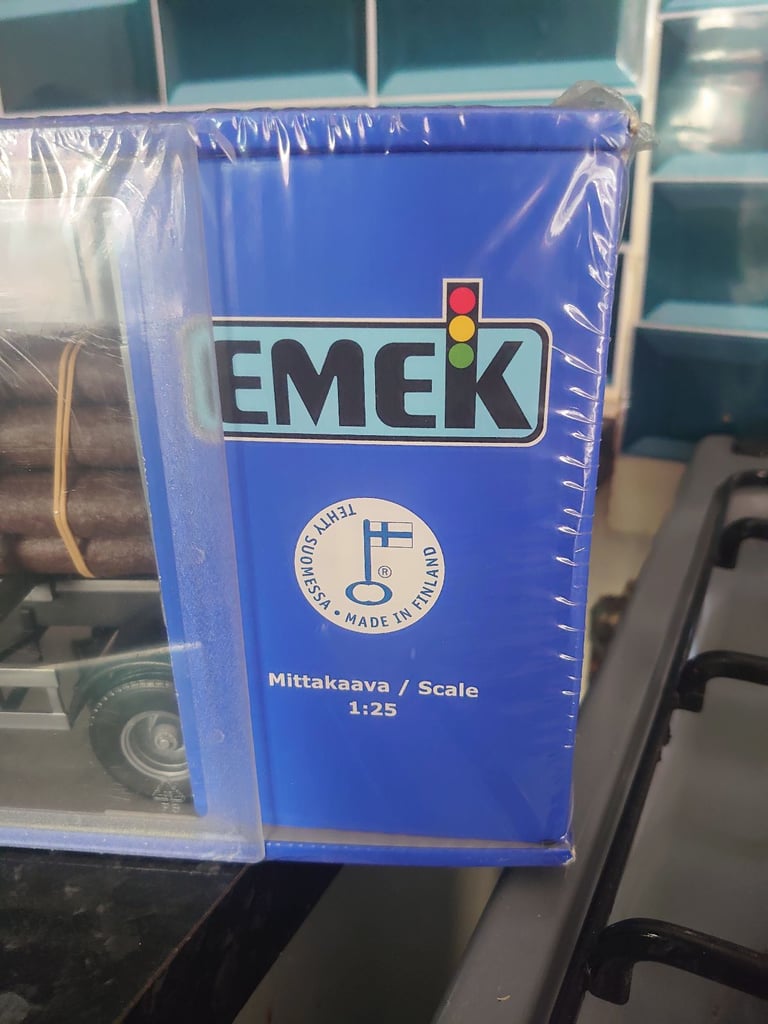 EMEK
TEHTY SUOMESSA • MADE IN FINLAND
®
Mittakaava / Scale
1:25